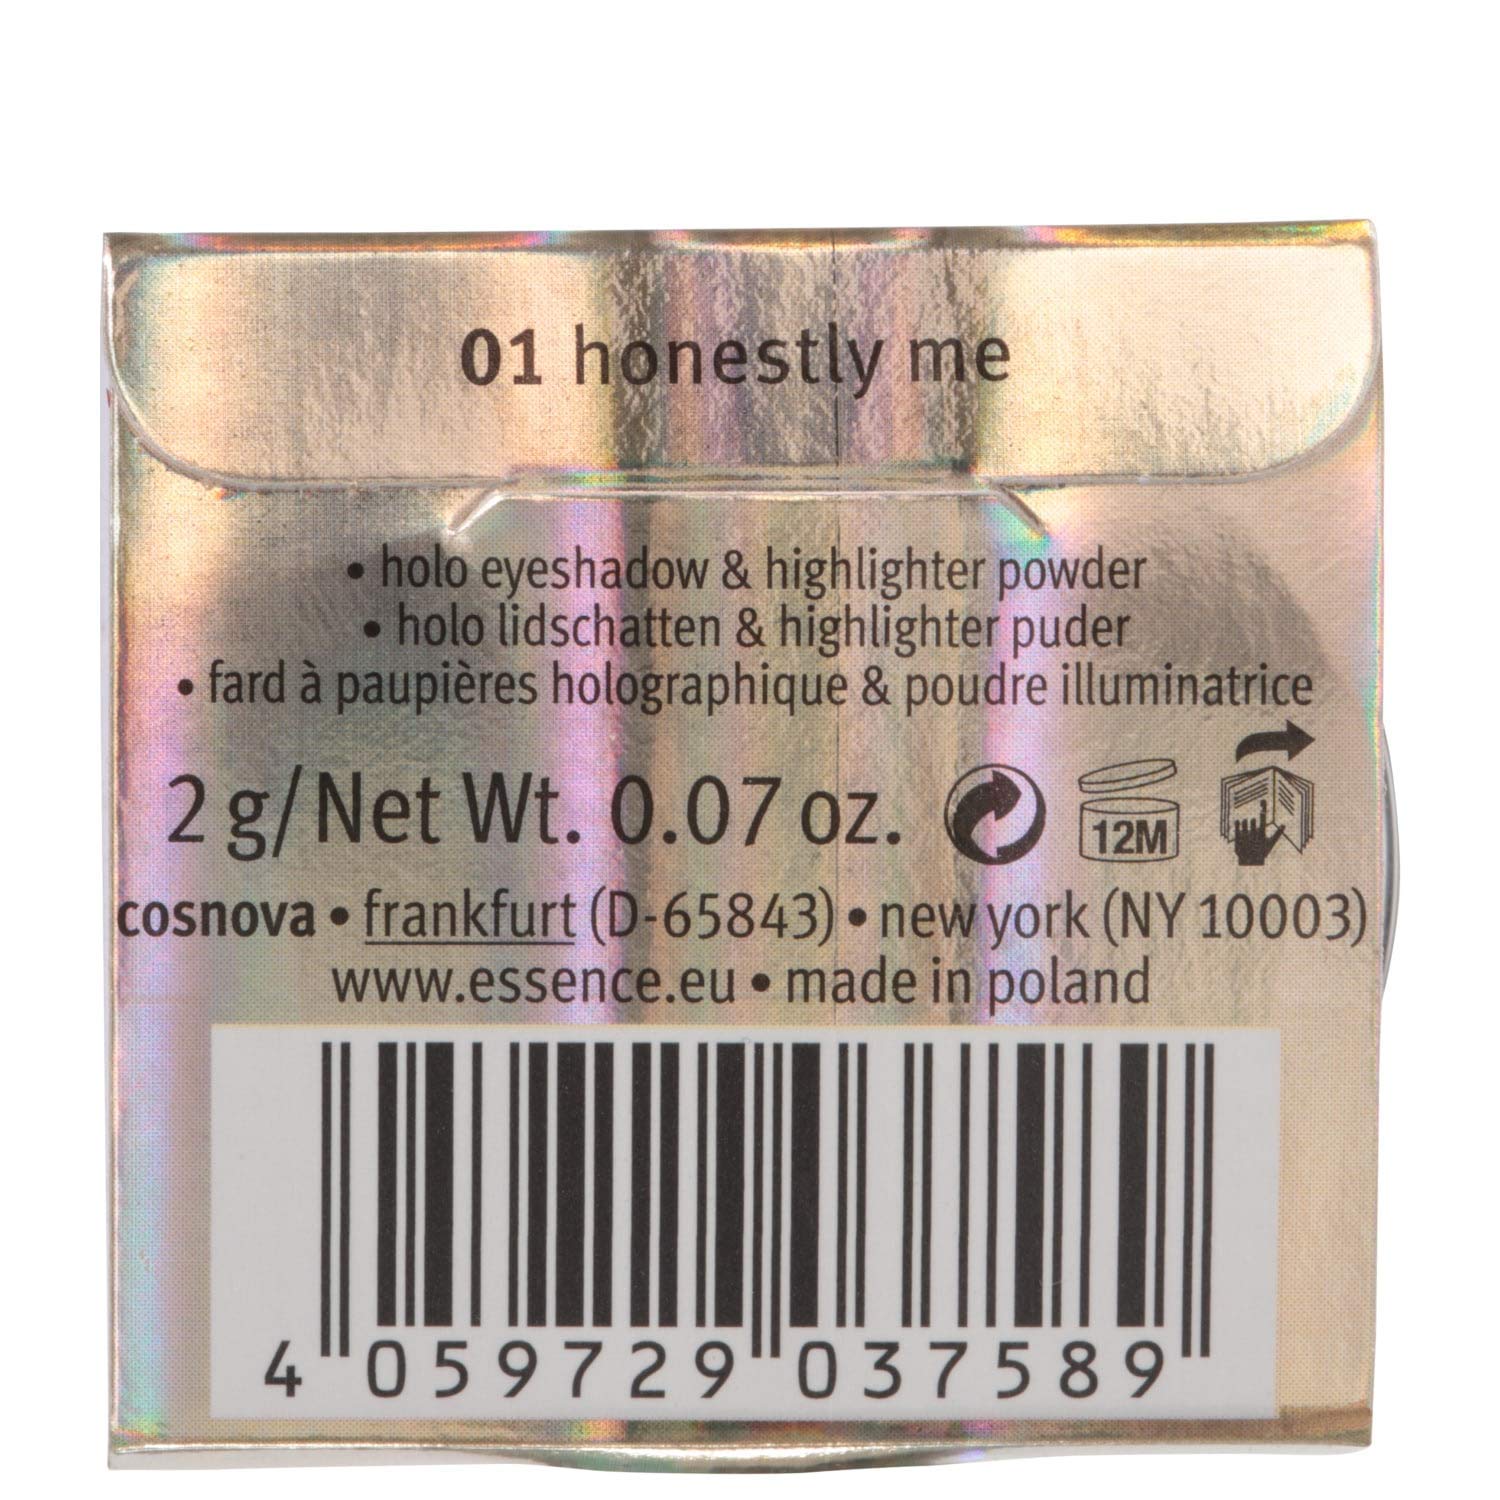 01 honestly me
• holo eyeshadow & highlighter powder
• holo lidschatten & highlighter puder
• fard à paupières holographique & poudre illuminatrice
2 g/Net Wt. 0.07 oz.
12M
cosnova • frankfurt (D-65843) • new york (NY 10003)
www.essence.eu • made in poland
4 059729 037589